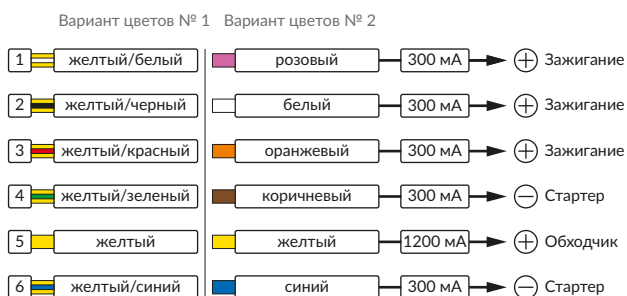 Вариант цветов № 1 Вариант цветов № 2
1 желтый/белый розовый 300 мА + Зажигание
2 желтый/черный белый 300 мА + Зажигание
3 желтый/красный оранжевый 300 мА + Зажигание
4 желтый/зеленый коричневый 300 мА − Стартер
5 желтый желтый 1200 мА + Обходчик
6 желтый/синий синий 300 мА − Стартер